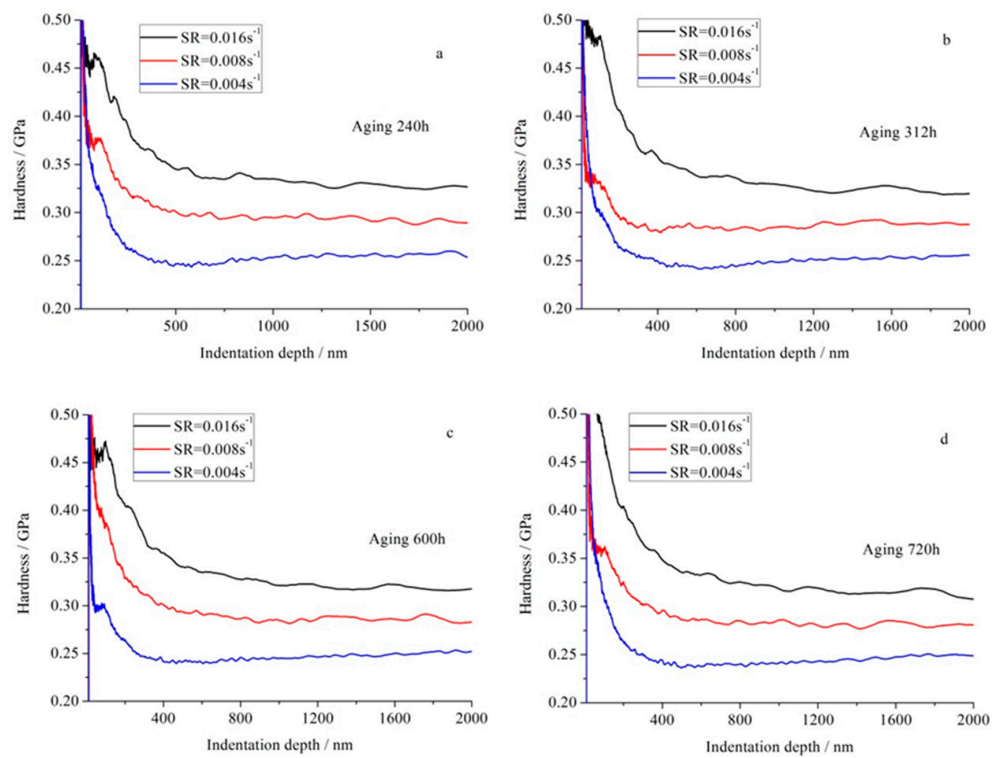 0.50
0.45
0.40
0.35
0.30
0.25
0.20
Hardness / GPa
SR=0.016s⁻¹
SR=0.008s⁻¹
SR=0.004s⁻¹
a
Aging 240h
500 1000 1500 2000
Indentation depth / nm
0.50
0.45
0.40
0.35
0.30
0.25
0.20
Hardness / GPa
SR=0.016s⁻¹
SR=0.008s⁻¹
SR=0.004s⁻¹
b
Aging 312h
400 800 1200 1600 2000
Indentation depth / nm
0.50
0.45
0.40
0.35
0.30
0.25
0.20
Hardness / GPa
SR=0.016s⁻¹
SR=0.008s⁻¹
SR=0.004s⁻¹
c
Aging 600h
400 800 1200 1600 2000
Indentation depth / nm
0.50
0.45
0.40
0.35
0.30
0.25
0.20
Hardness / GPa
SR=0.016s⁻¹
SR=0.008s⁻¹
SR=0.004s⁻¹
d
Aging 720h
400 800 1200 1600 2000
Indentation depth / nm